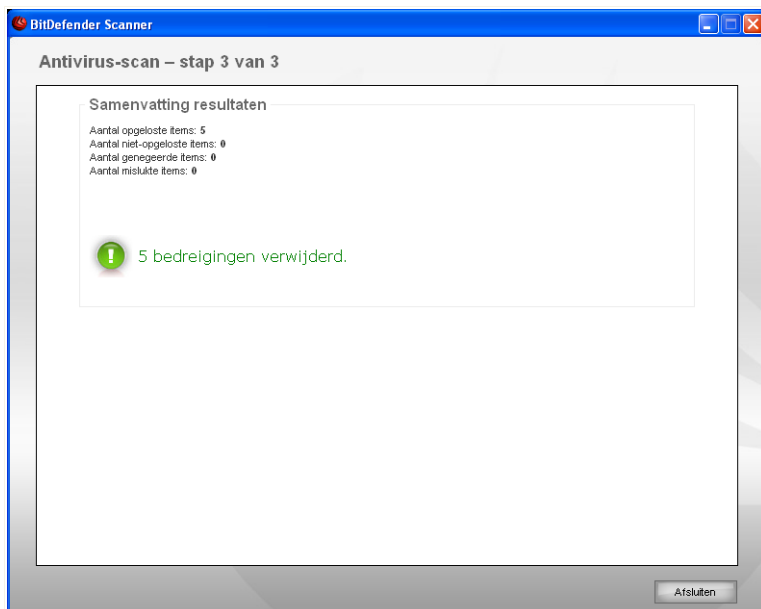 BitDefender Scanner
Antivirus-scan – stap 3 van 3
Samenvatting resultaten
Aantal opgeloste items: 5
Aantal niet-opgeloste items: 0
Aantal genegeerde items: 0
Aantal mislukte items: 0
5 bedreigingen verwijderd.
Afsluiten